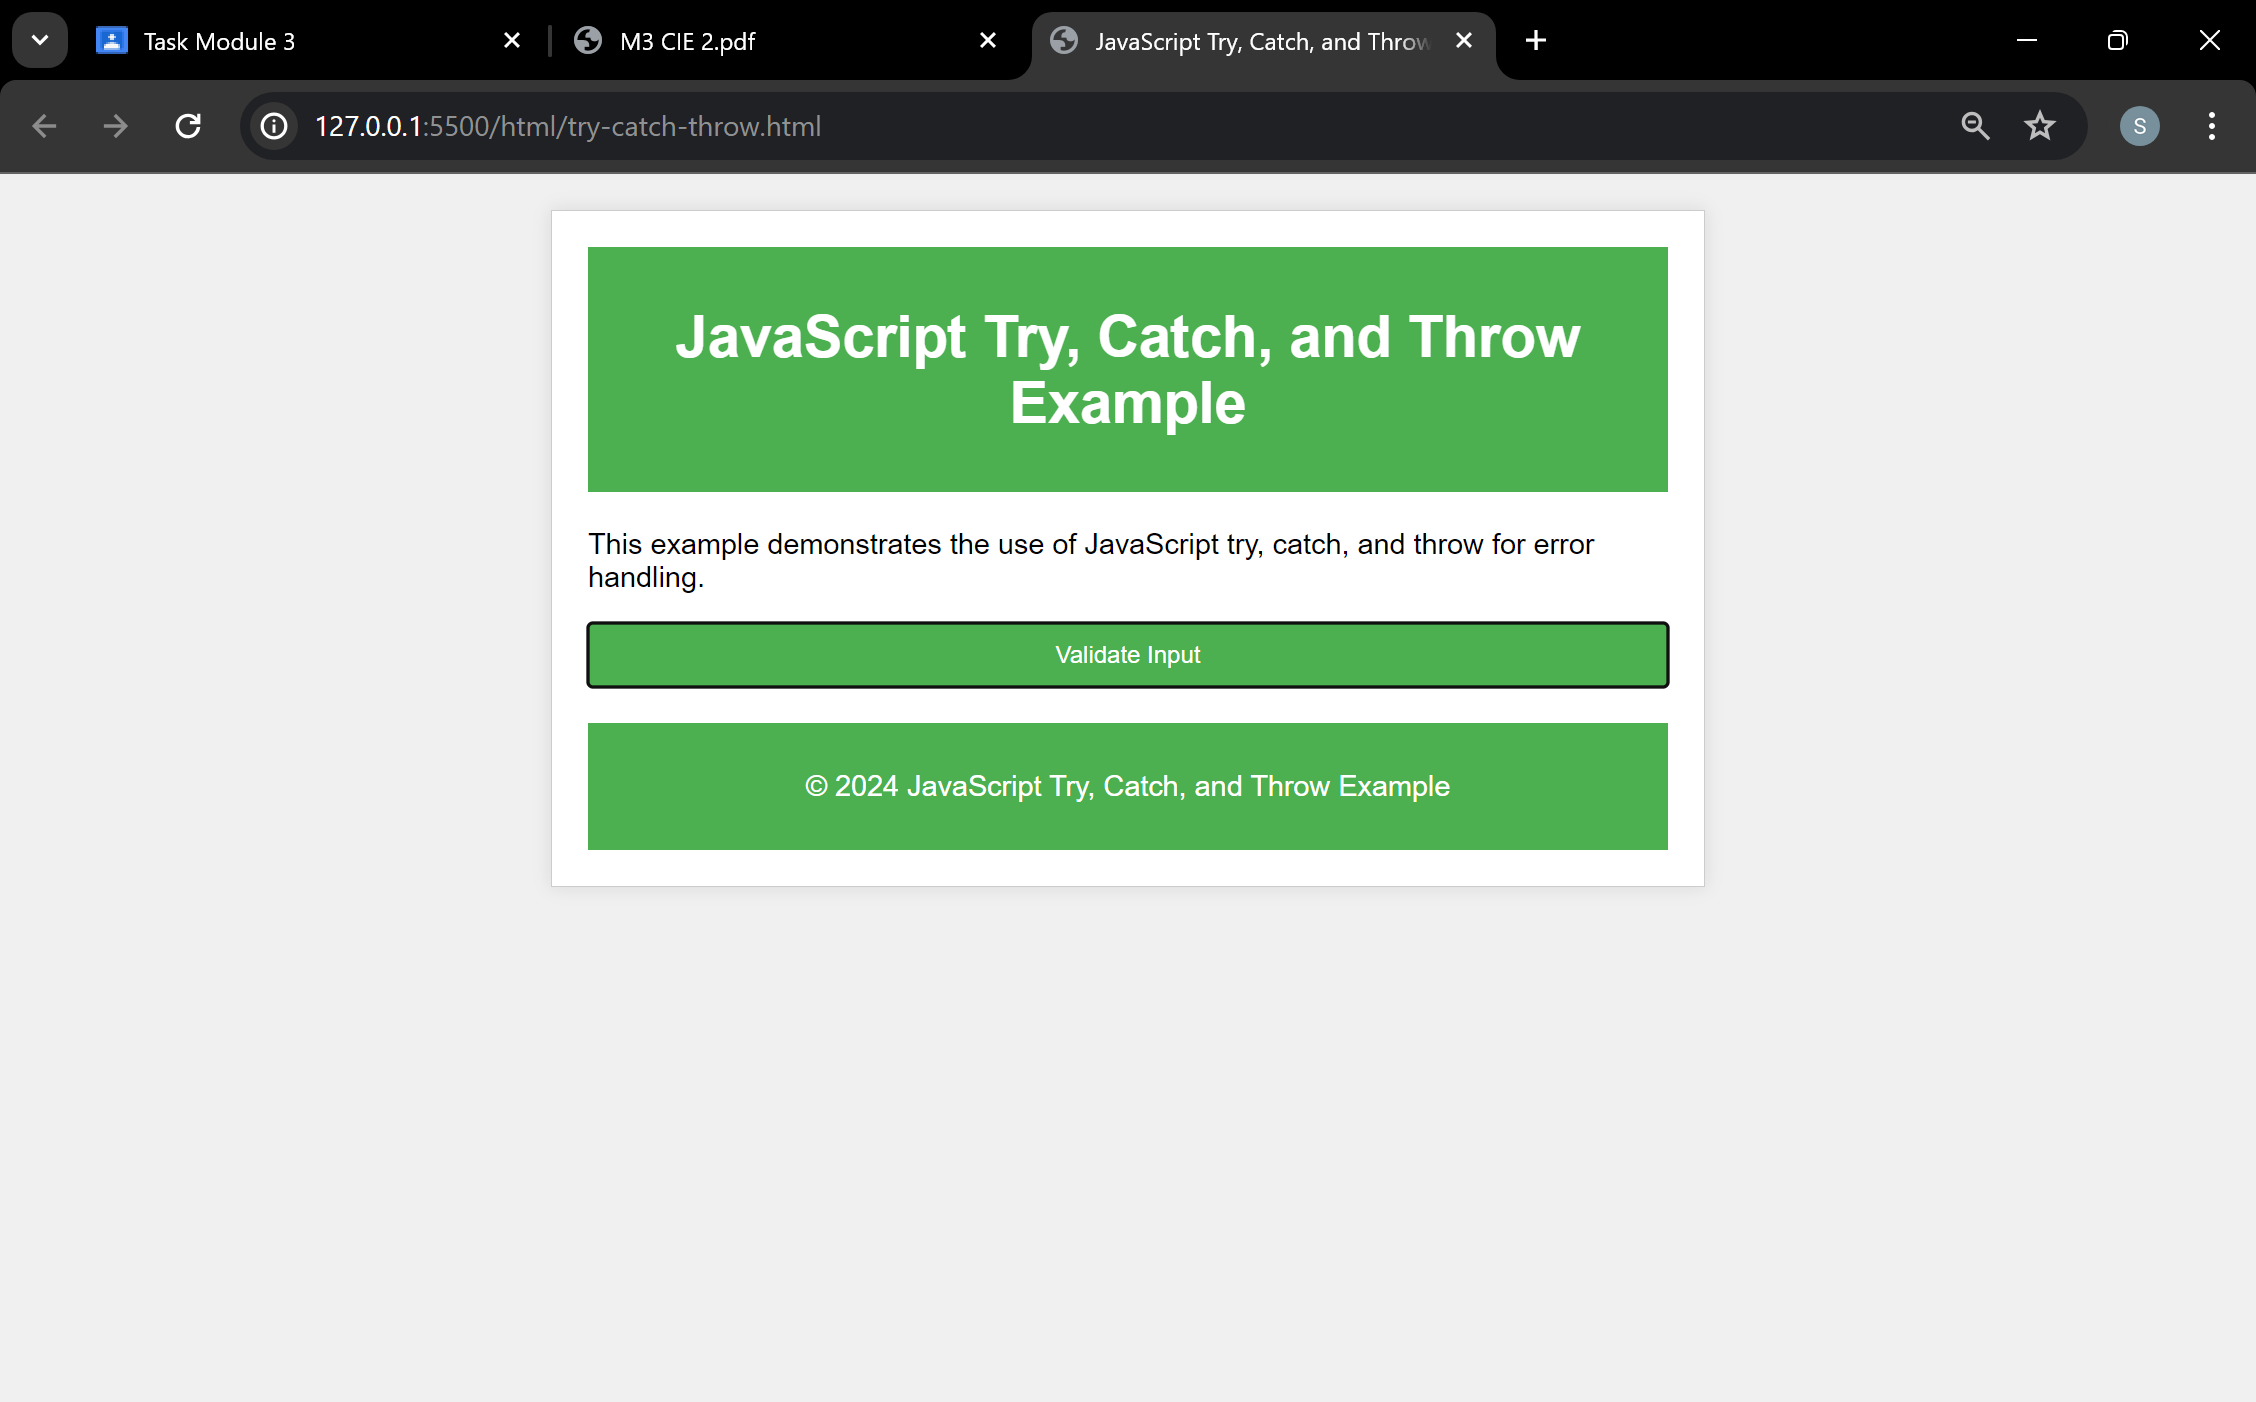 Task Module 3
M3 CIE 2.pdf
JavaScript Try, Catch, and Throw
127.0.0.1:5500/html/try-catch-throw.html
S
JavaScript Try, Catch, and Throw
Example
This example demonstrates the use of JavaScript try, catch, and throw for error
handling.
Validate Input
© 2024 JavaScript Try, Catch, and Throw Example